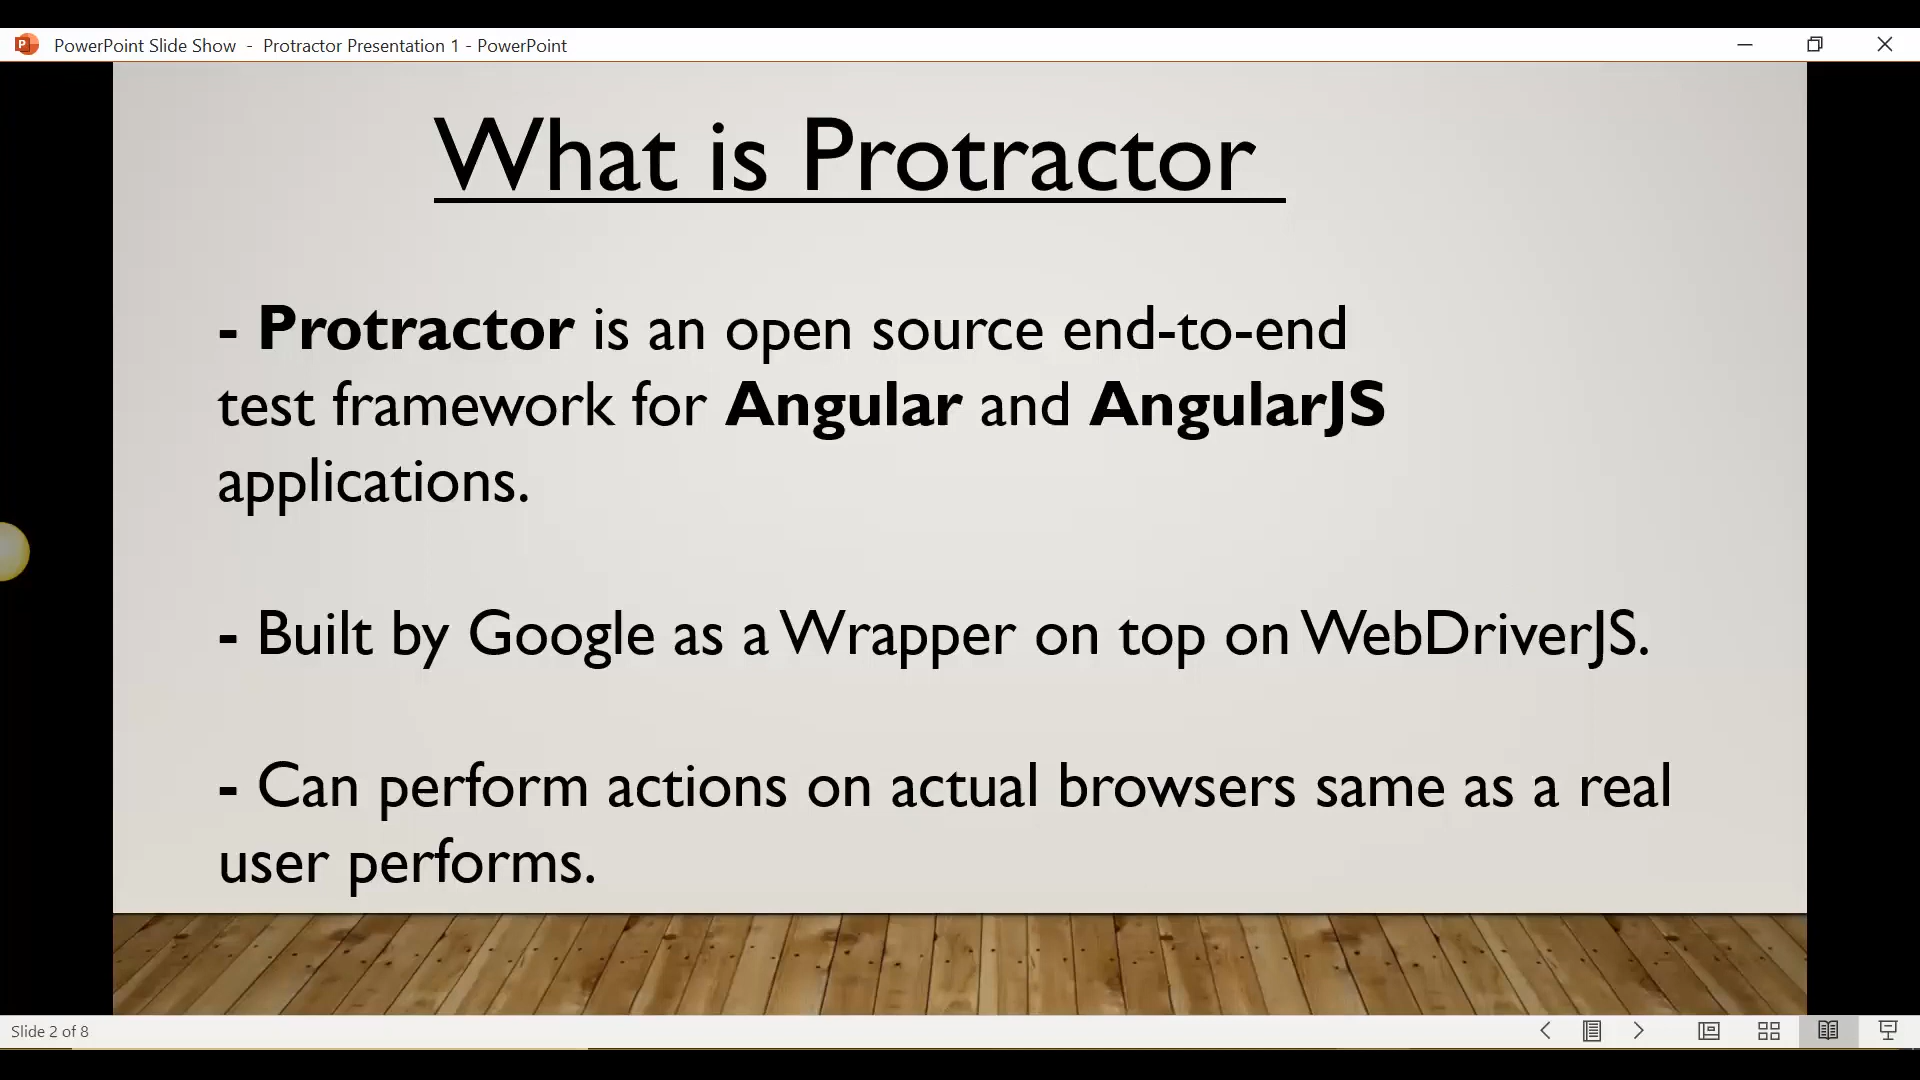 PowerPoint Slide Show - Protractor Presentation 1 - PowerPoint
What is Protractor
- Protractor is an open source end-to-end
test framework for Angular and AngularJS
applications.
- Built by Google as a Wrapper on top on WebDriverJS.
- Can perform actions on actual browsers same as a real
user performs.
Slide 2 of 8